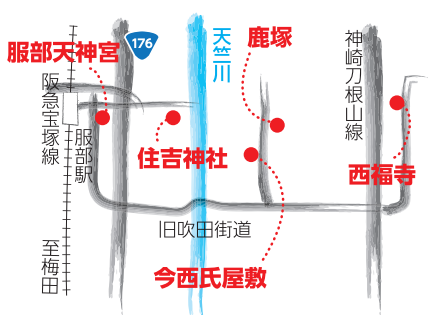 176
服部天神宮
天竺川
鹿塚
神崎刀根山線
阪急宝塚線
服部駅
住吉神社
西福寺
旧吹田街道
至梅田
今西氏屋敷